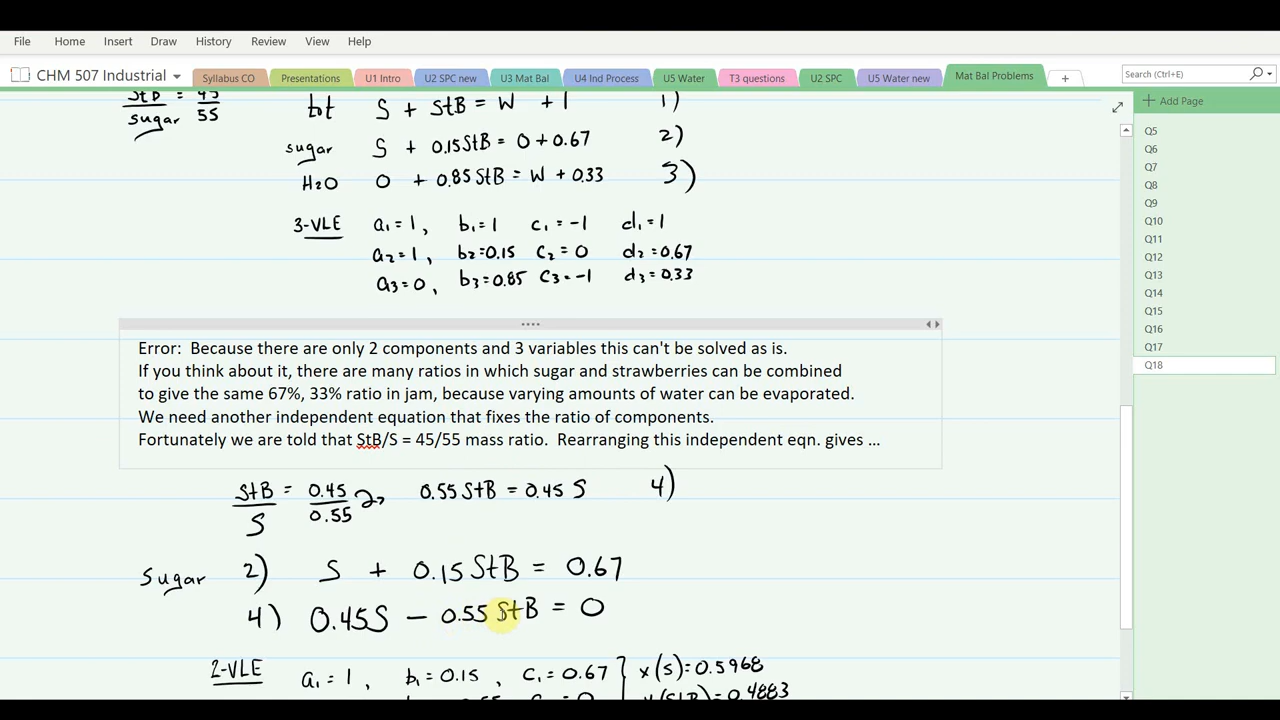 File Home Insert Draw History Review View Help
CHM 507 Industrial Syllabus CO Presentations U1 Intro U2 SPC new U3 Mat Bal U4 Ind Process U5 Water T3 questions U2 SPC U5 Water new Mat Bal Problems Search (Ctrl+E)
Add Page
Q5
Q6
Q7
Q8
Q9
Q10
Q11
Q12
Q13
Q14
Q15
Q16
Q17
Q18
StB = 45
sugar 55
tot S + StB = W + 1 1)
sugar S + 0.15StB = 0 + 0.67 2)
H2O 0 + 0.85StB = W + 0.33 3)
3-VLE a1=1, b1=1 c1=-1 d1=1
a2=1, b2=0.15 c2=0 d2=0.67
a3=0, b3=0.85 c3=-1 d3=0.33
Error: Because there are only 2 components and 3 variables this can't be solved as is.
If you think about it, there are many ratios in which sugar and strawberries can be combined
to give the same 67%, 33% ratio in jam, because varying amounts of water can be evaporated.
We need another independent equation that fixes the ratio of components.
Fortunately we are told that StB/S = 45/55 mass ratio. Rearranging this independent eqn. gives ...
StB = 0.45 0.55StB = 0.45 S 4)
S 0.55
Sugar 2) S + 0.15 StB = 0.67
4) 0.45S - 0.55 StB = 0
2-VLE a1=1, b1=0.15, c1=0.67 } x(S)=0.5968